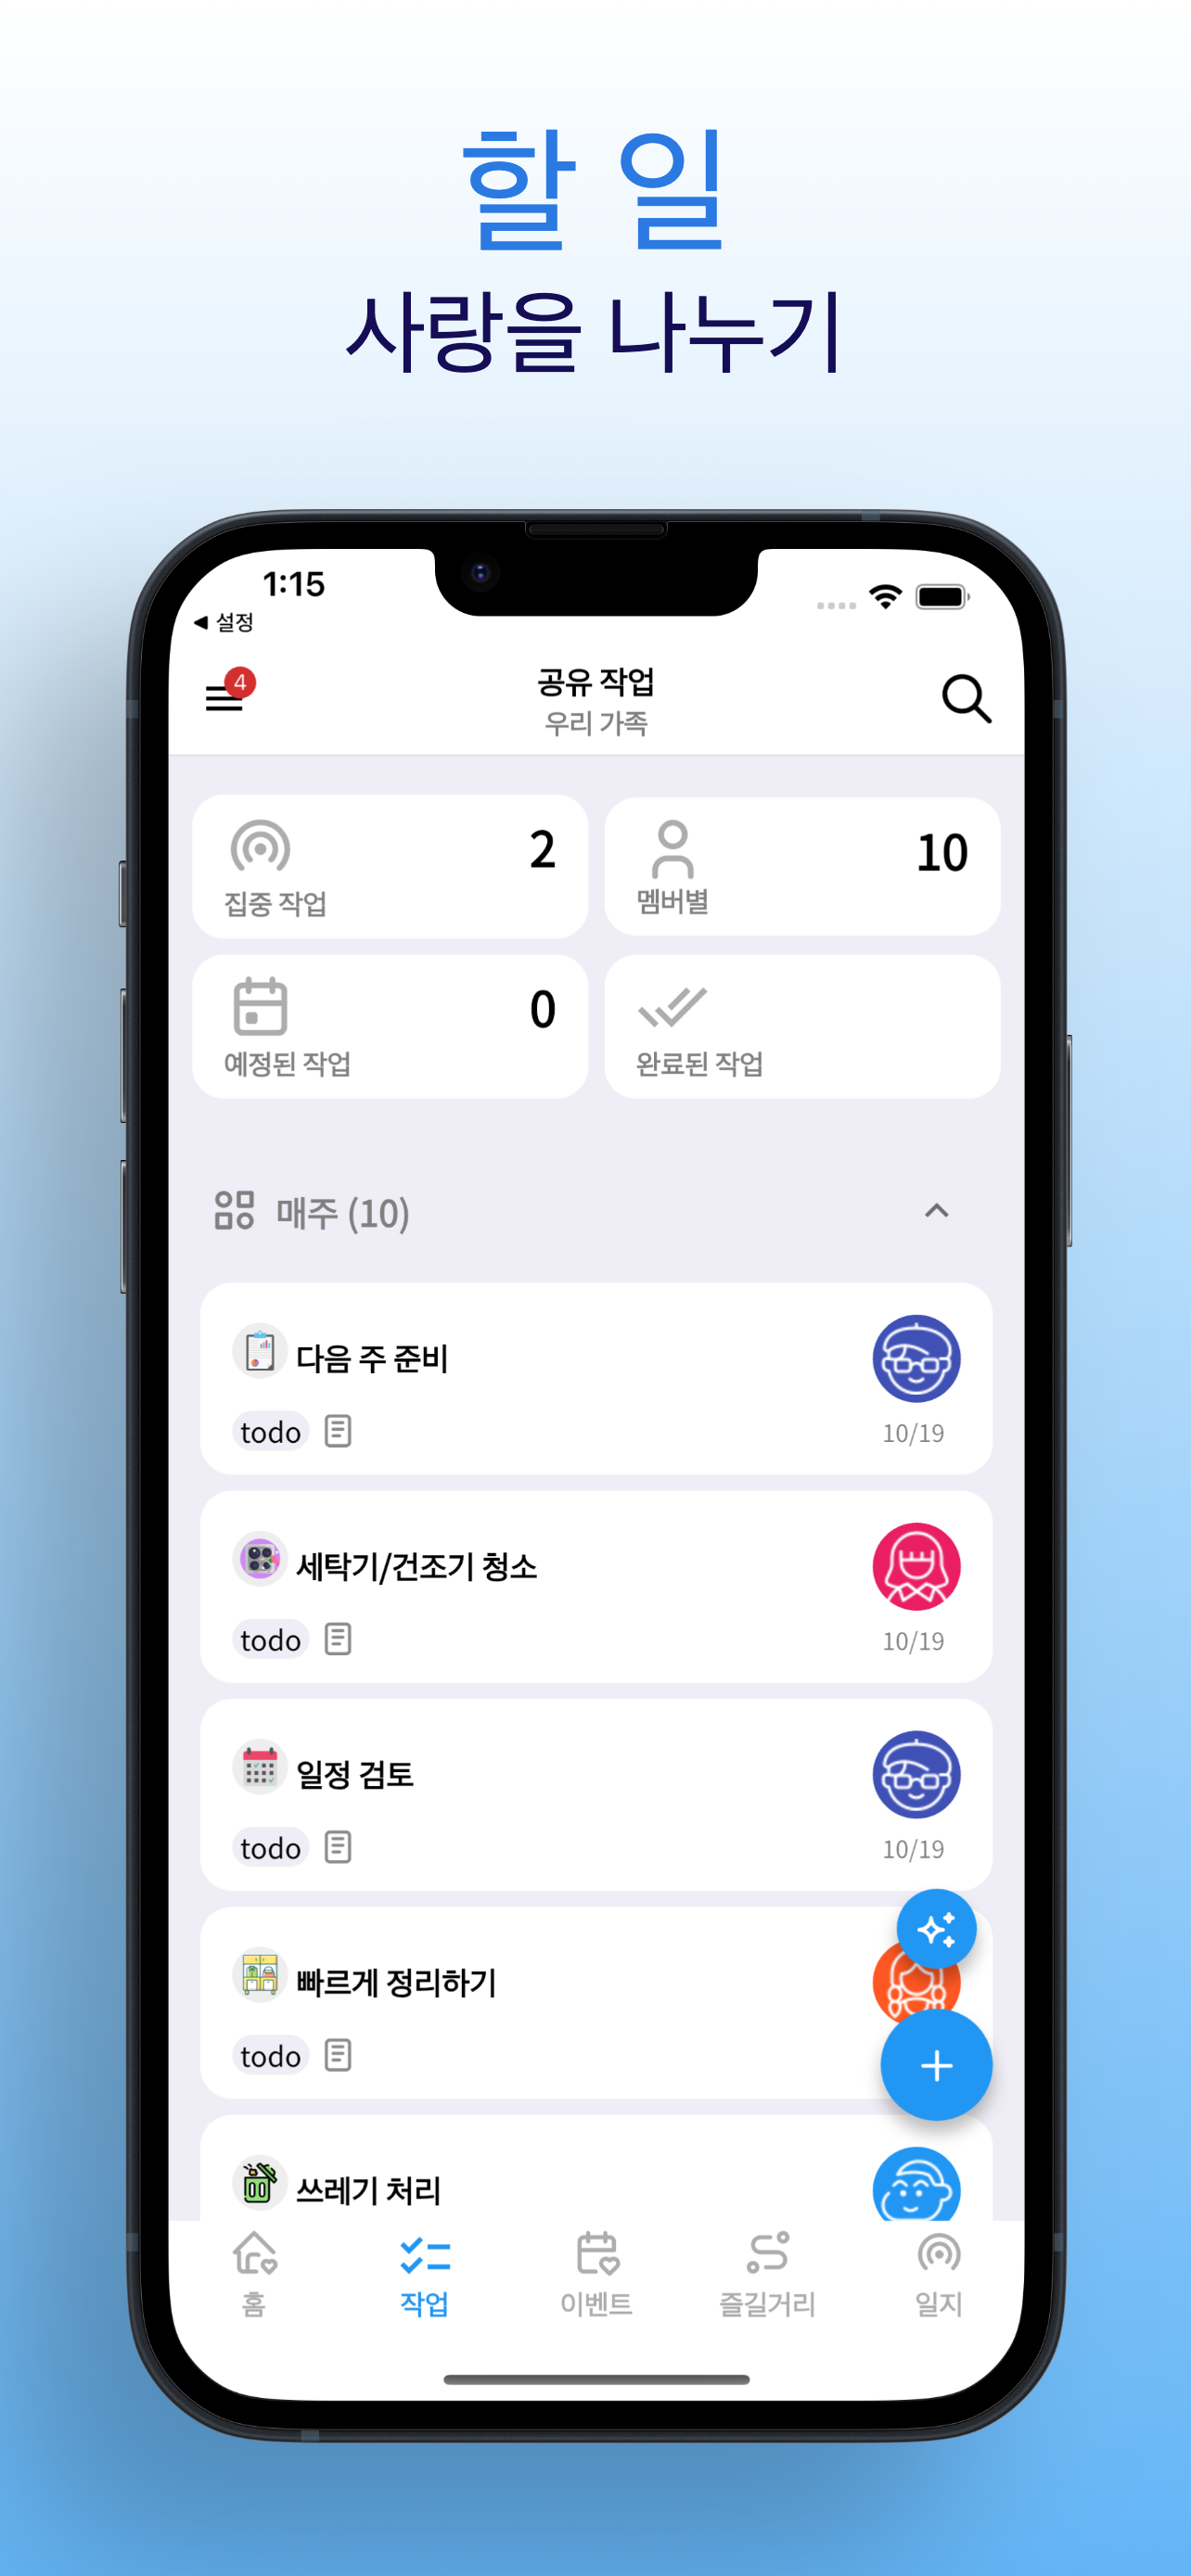 할 일
사랑을 나누기
1:15
◀ 설정
4
공유 작업
우리 가족
2
집중 작업
10
멤버별
0
예정된 작업
완료된 작업
매주 (10)
다음 주 준비
todo
10/19
세탁기/건조기 청소
todo
10/19
일정 검토
todo
10/19
빠르게 정리하기
todo
쓰레기 처리
홈
작업
이벤트
즐길거리
일지